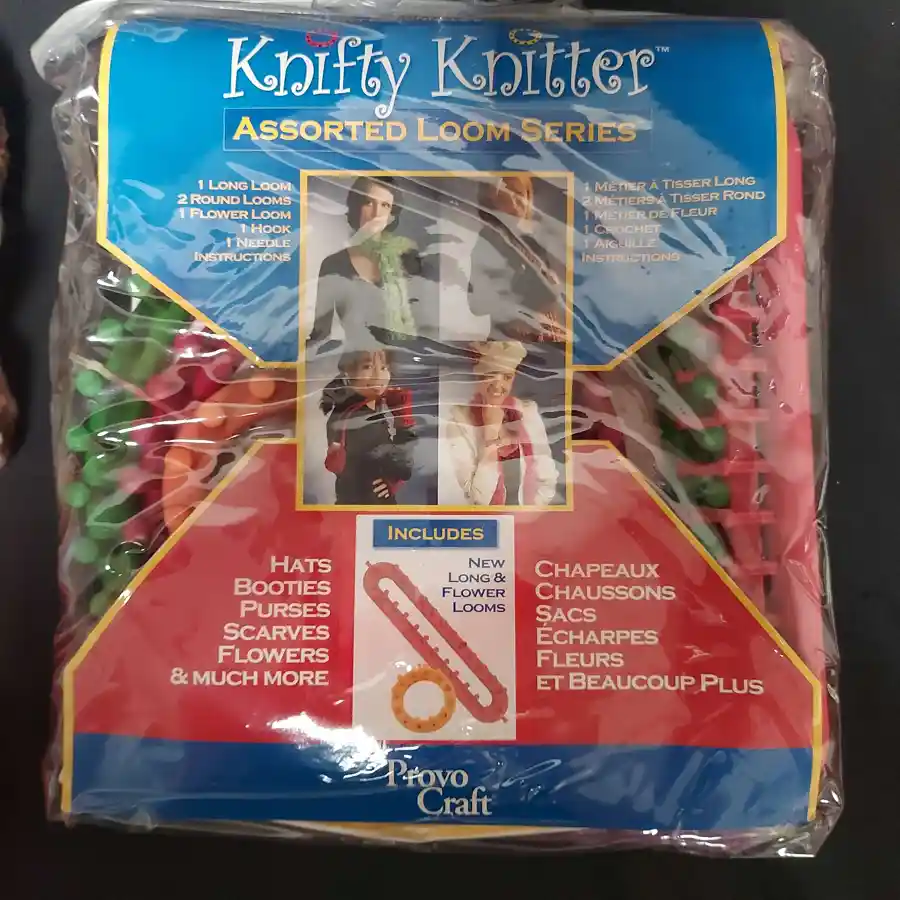 Knifty Knitter™
ASSORTED LOOM SERIES
1 LONG LOOM
2 ROUND LOOMS
1 FLOWER LOOM
1 HOOK
1 NEEDLE
INSTRUCTIONS
1 MÉTIER À TISSER LONG
2 MÉTIERS À TISSER ROND
1 MÉTIER DE FLEUR
1 CROCHET
1 AIGUILLE
INSTRUCTIONS
INCLUDES
NEW
LONG &
FLOWER
LOOMS
HATS
BOOTIES
PURSES
SCARVES
FLOWERS
& MUCH MORE
CHAPEAUX
CHAUSSONS
SACS
ÉCHARPES
FLEURS
ET BEAUCOUP PLUS
Provo
Craft